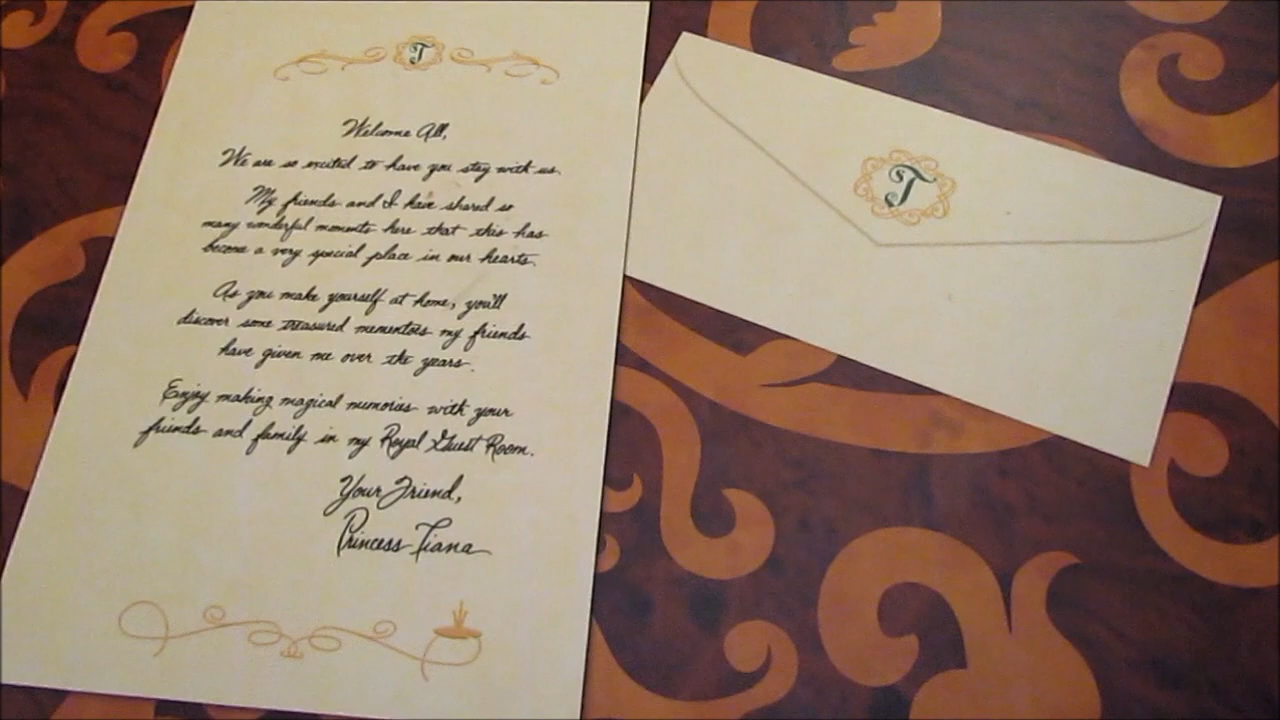 T
Welcome All,
We are so excited to have you stay with us.
My friends and I have shared so
many wonderful moments here that this has
become a very special place in our hearts.
As you make yourself at home, you'll
discover some treasured mementos my friends
have given me over the years.
Enjoy making magical memories with your
friends and family in my Royal Guest Room.
Your Friend,
Princess Tiana
T